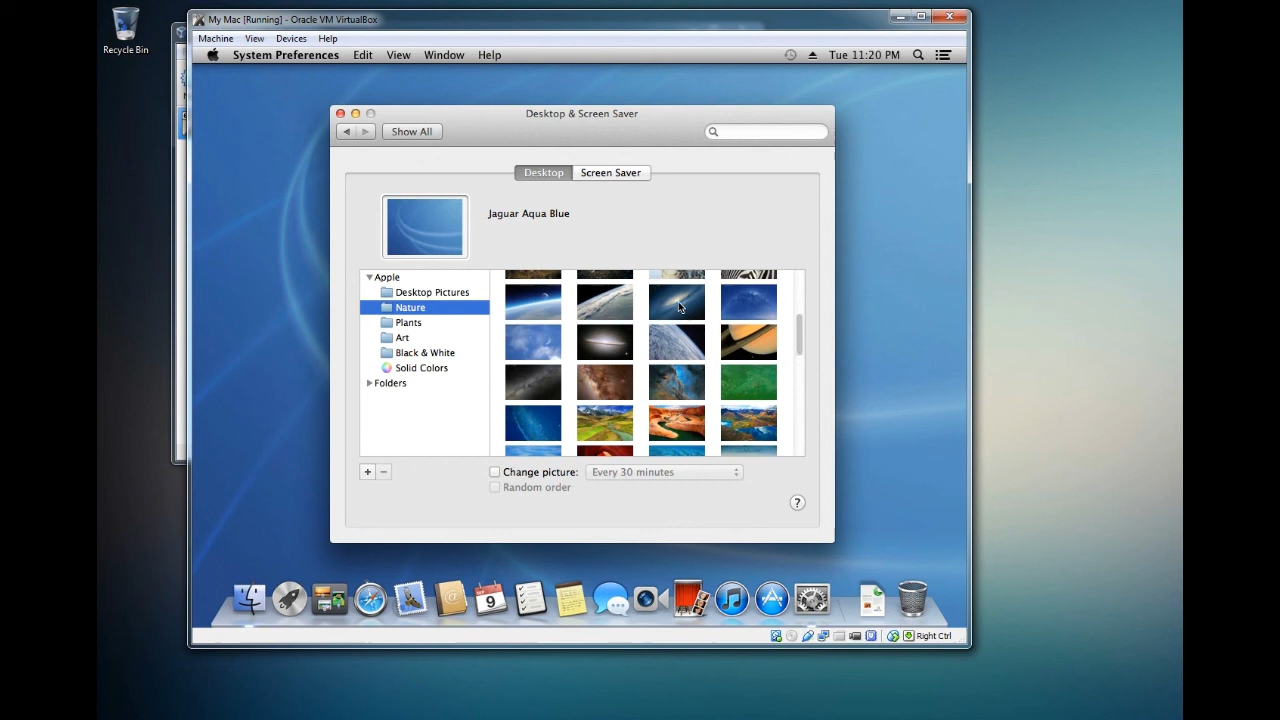 My Mac [Running] - Oracle VM VirtualBox
Recycle Bin
Machine View Devices Help
System Preferences Edit View Window Help Tue 11:20 PM
Desktop & Screen Saver
Show All
Desktop Screen Saver
Jaguar Aqua Blue
Apple
Desktop Pictures
Nature
Plants
Art
Black & White
Solid Colors
Folders
+ − Change picture: Every 30 minutes
Random order
?
9
Right Ctrl